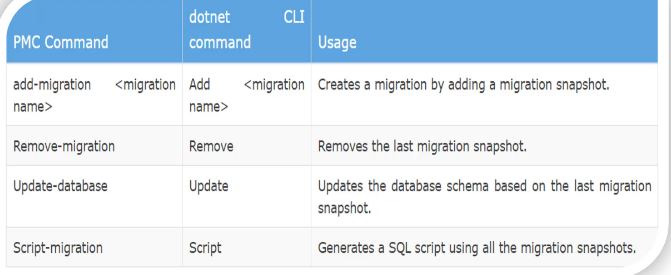 PMC Command
dotnet CLI
command
Usage
add-migration <migration
name>
Add <migration
name>
Creates a migration by adding a migration snapshot.
Remove-migration
Remove
Removes the last migration snapshot.
Update-database
Update
Updates the database schema based on the last migration
snapshot.
Script-migration
Script
Generates a SQL script using all the migration snapshots.